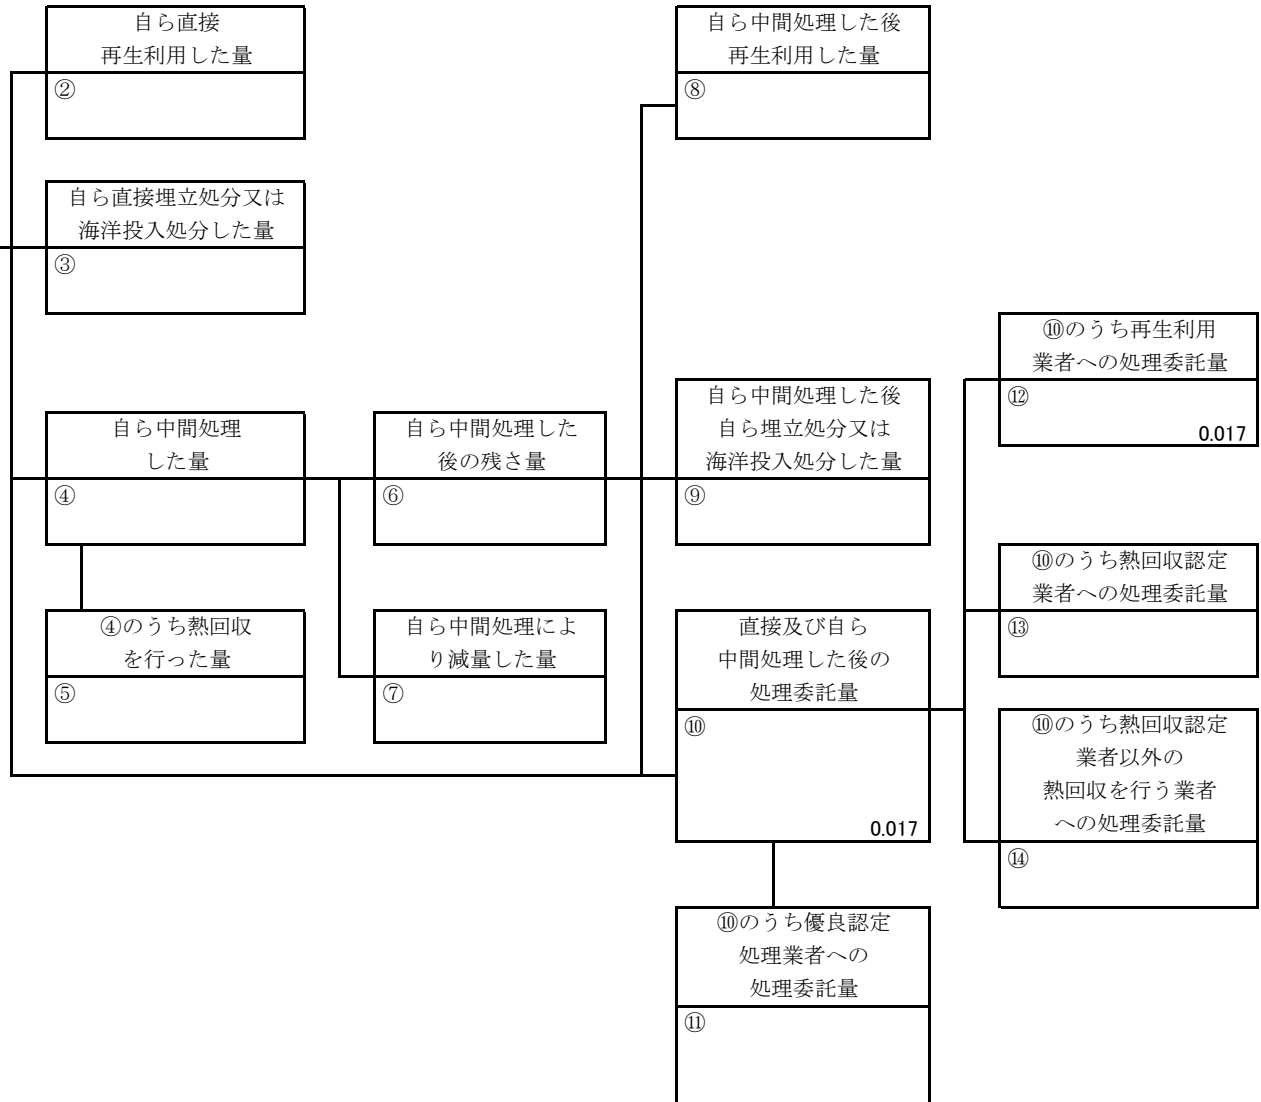 自ら直接
再生利用した量
②
自ら中間処理した後
再生利用した量
⑧
自ら直接埋立処分又は
海洋投入処分した量
③
⑩のうち再生利用
業者への処理委託量
⑫
0.017
自ら中間処理
した量
④
自ら中間処理した
後の残さ量
⑥
自ら中間処理した後
自ら埋立処分又は
海洋投入処分した量
⑨
⑩のうち熱回収認定
業者への処理委託量
⑬
④のうち熱回収
を行った量
⑤
自ら中間処理によ
り減量した量
⑦
直接及び自ら
中間処理した後の
処理委託量
⑩
0.017
⑩のうち熱回収認定
業者以外の
熱回収を行う業者
への処理委託量
⑭
⑩のうち優良認定
処理業者への
処理委託量
⑪